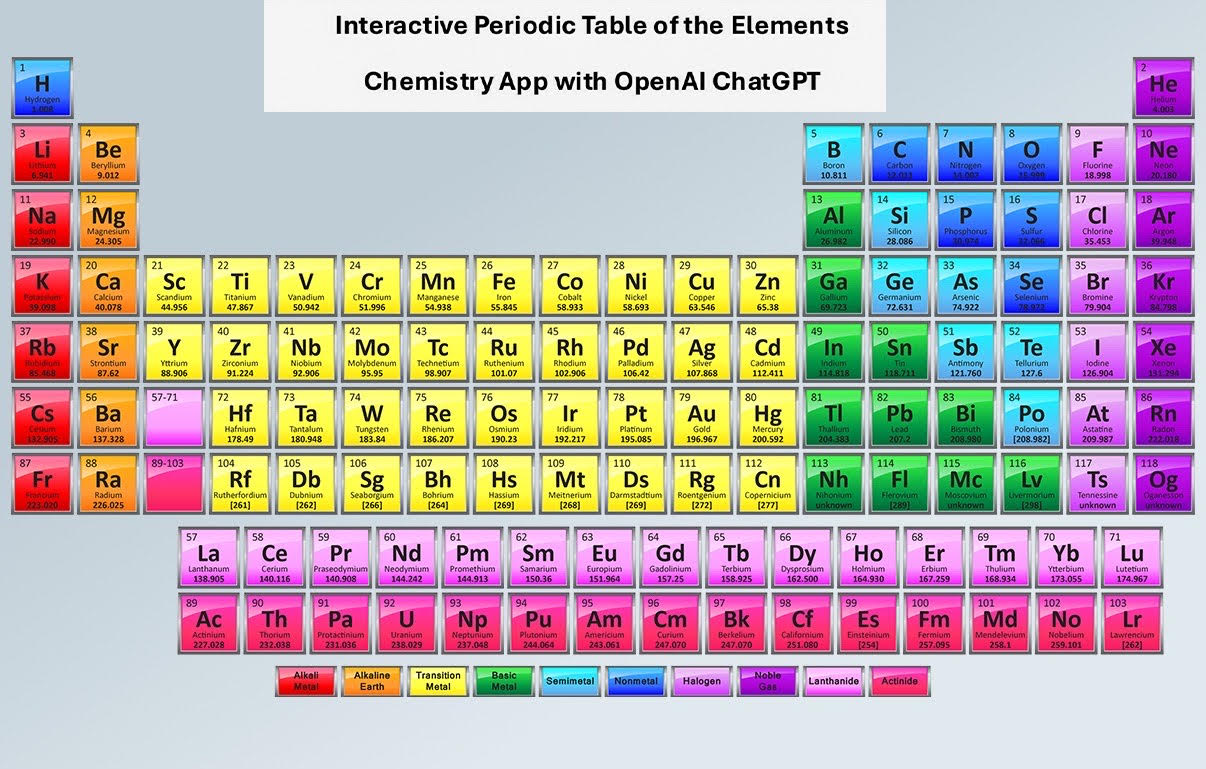 Interactive Periodic Table of the Elements
Chemistry App with OpenAI ChatGPT
1 2
H He
Hydrogen Helium
1.008 4.003
3 4 5 6 7 8 9 10
Li Be B C N O F Ne
Lithium Beryllium Boron Carbon Nitrogen Oxygen Fluorine Neon
6.941 9.012 10.811 12.011 14.007 15.999 18.998 20.180
11 12 13 14 15 16 17 18
Na Mg Al Si P S Cl Ar
Sodium Magnesium Aluminum Silicon Phosphorus Sulfur Chlorine Argon
22.990 24.305 26.982 28.086 30.974 32.066 35.453 39.948
19 20 21 22 23 24 25 26 27 28 29 30 31 32 33 34 35 36
K Ca Sc Ti V Cr Mn Fe Co Ni Cu Zn Ga Ge As Se Br Kr
Potassium Calcium Scandium Titanium Vanadium Chromium Manganese Iron Cobalt Nickel Copper Zinc Gallium Germanium Arsenic Selenium Bromine Krypton
39.098 40.078 44.956 47.867 50.942 51.996 54.938 55.845 58.933 58.693 63.546 65.38 69.723 72.631 74.922 78.972 79.904 84.798
37 38 39 40 41 42 43 44 45 46 47 48 49 50 51 52 53 54
Rb Sr Y Zr Nb Mo Tc Ru Rh Pd Ag Cd In Sn Sb Te I Xe
Rubidium Strontium Yttrium Zirconium Niobium Molybdenum Technetium Ruthenium Rhodium Palladium Silver Cadmium Indium Tin Antimony Tellurium Iodine Xenon
85.468 87.62 88.906 91.224 92.906 95.95 98.907 101.07 102.906 106.42 107.868 112.411 114.818 118.711 121.760 127.6 126.904 131.294
55 56 57-71 72 73 74 75 76 77 78 79 80 81 82 83 84 85 86
Cs Ba Hf Ta W Re Os Ir Pt Au Hg Tl Pb Bi Po At Rn
Cesium Barium Hafnium Tantalum Tungsten Rhenium Osmium Iridium Platinum Gold Mercury Thallium Lead Bismuth Polonium Astatine Radon
132.905 137.328 178.49 180.948 183.84 186.207 190.23 192.217 195.085 196.967 200.592 204.383 207.2 208.980 [208.982] 209.987 222.018
87 88 89-103 104 105 106 107 108 109 110 111 112 113 114 115 116 117 118
Fr Ra Rf Db Sg Bh Hs Mt Ds Rg Cn Nh Fl Mc Lv Ts Og
Francium Radium Rutherfordium Dubnium Seaborgium Bohrium Hassium Meitnerium Darmstadtium Roentgenium Copernicium Nihonium Flerovium Moscovium Livermorium Tennessine Oganesson
223.020 226.025 [261] [262] [266] [264] [269] [268] [269] [272] [277] unknown [289] unknown [298] unknown unknown
57 58 59 60 61 62 63 64 65 66 67 68 69 70 71
La Ce Pr Nd Pm Sm Eu Gd Tb Dy Ho Er Tm Yb Lu
Lanthanum Cerium Praseodymium Neodymium Promethium Samarium Europium Gadolinium Terbium Dysprosium Holmium Erbium Thulium Ytterbium Lutetium
138.905 140.116 140.908 144.242 144.913 150.36 151.964 157.25 158.925 162.500 164.930 167.259 168.934 173.055 174.967
89 90 91 92 93 94 95 96 97 98 99 100 101 102 103
Ac Th Pa U Np Pu Am Cm Bk Cf Es Fm Md No Lr
Actinium Thorium Protactinium Uranium Neptunium Plutonium Americium Curium Berkelium Californium Einsteinium Fermium Mendelevium Nobelium Lawrencium
227.028 232.038 231.036 238.029 237.048 244.064 243.061 247.070 247.070 251.080 [254] 257.095 258.1 259.101 [262]
Alkali Alkaline Transition Basic Semimetal Nonmetal Halogen Noble Lanthanide Actinide
Metal Earth Metal Metal Gas